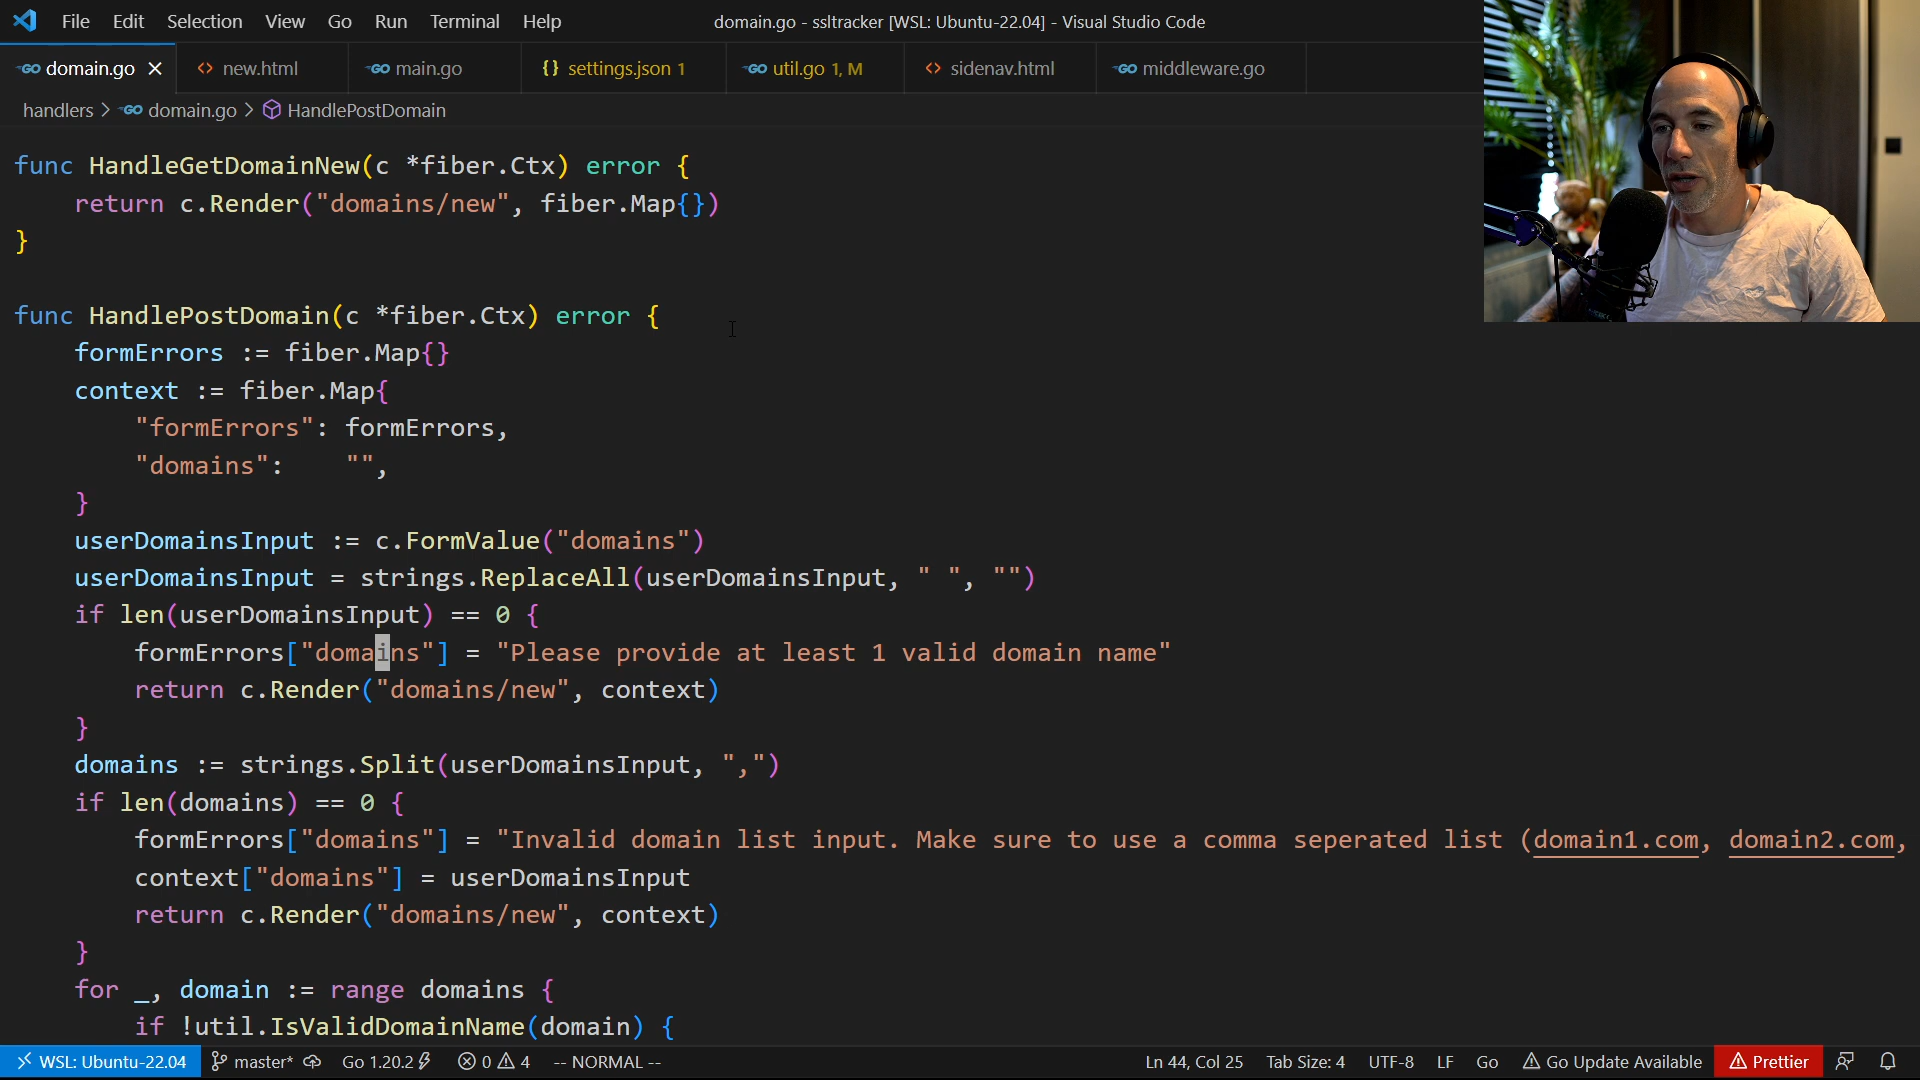 File Edit Selection View Go Run Terminal Help domain.go - ssltracker [WSL: Ubuntu-22.04] - Visual Studio Code
GO domain.go new.html GO main.go {} settings.json 1 GO util.go 1, M sidenav.html GO middleware.go
handlers > GO domain.go > HandlePostDomain
func HandleGetDomainNew(c *fiber.Ctx) error {
return c.Render("domains/new", fiber.Map{})
}
func HandlePostDomain(c *fiber.Ctx) error {
formErrors := fiber.Map{}
context := fiber.Map{
"formErrors": formErrors,
"domains": "",
}
userDomainsInput := c.FormValue("domains")
userDomainsInput = strings.ReplaceAll(userDomainsInput, " ", "")
if len(userDomainsInput) == 0 {
formErrors["domains"] = "Please provide at least 1 valid domain name"
return c.Render("domains/new", context)
}
domains := strings.Split(userDomainsInput, ",")
if len(domains) == 0 {
formErrors["domains"] = "Invalid domain list input. Make sure to use a comma seperated list (domain1.com, domain2.com,
context["domains"] = userDomainsInput
return c.Render("domains/new", context)
}
for _, domain := range domains {
if !util.IsValidDomainName(domain) {
WSL: Ubuntu-22.04 master* Go 1.20.2 0 4 -- NORMAL -- Ln 44, Col 25 Tab Size: 4 UTF-8 LF Go Go Update Available Prettier